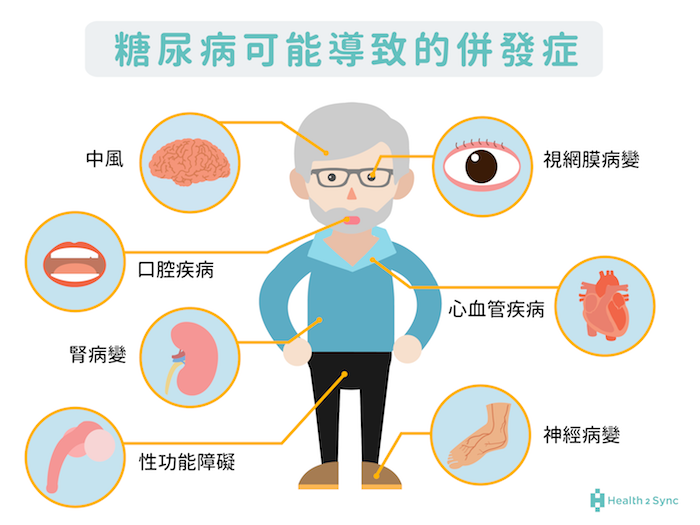 糖尿病可能導致的併發症
中風
視網膜病變
口腔疾病
心血管疾病
腎病變
性功能障礙
神經病變
Health 2 Sync